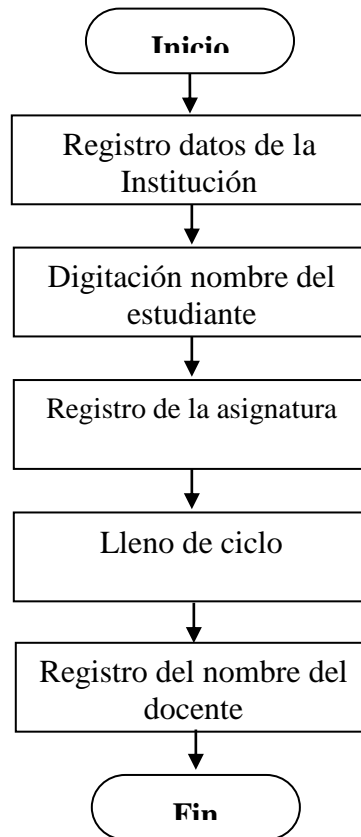 Inicio
Registro datos de la
Institución
Digitación nombre del
estudiante
Registro de la asignatura
Lleno de ciclo
Registro del nombre del
docente
Fin